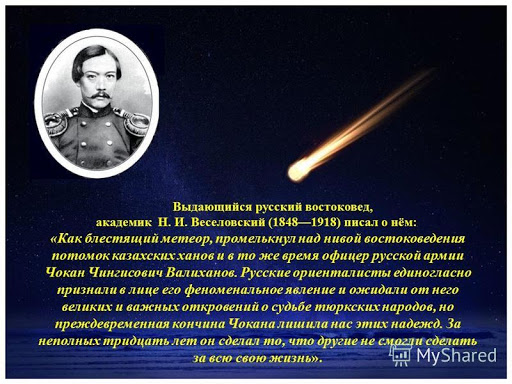 Выдающийся русский востоковед,
академик Н. И. Веселовский (1848—1918) писал о нём:
«Как блестящий метеор, промелькнул над нивой востоковедения
потомок казахских ханов и в то же время офицер русской армии
Чокан Чингисович Валиханов. Русские ориенталисты единогласно
признали в лице его феноменальное явление и ожидали от него
великих и важных откровений о судьбе тюркских народов, но
преждевременная кончина Чокана лишила нас этих надежд. За
неполных тридцать лет он сделал то, что другие не смогли сделать
за всю свою жизнь».
MyShared